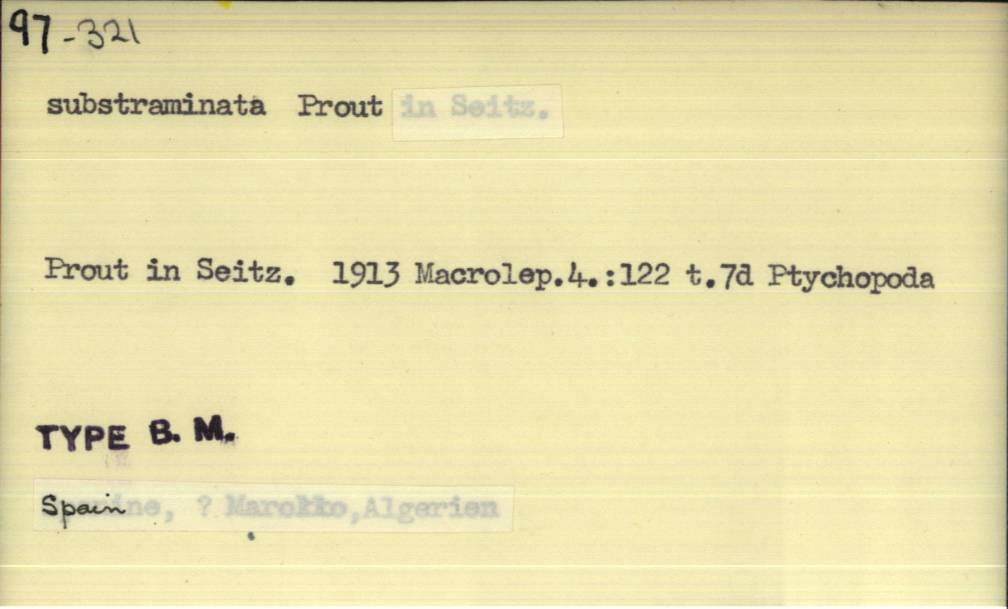 97-321
substraminata Prout in Seitz.
Prout in Seitz. 1913 Macrolep.4.:122 t.7d Ptychopoda
TYPE B. M.
Spain ? Marokko,Algerien